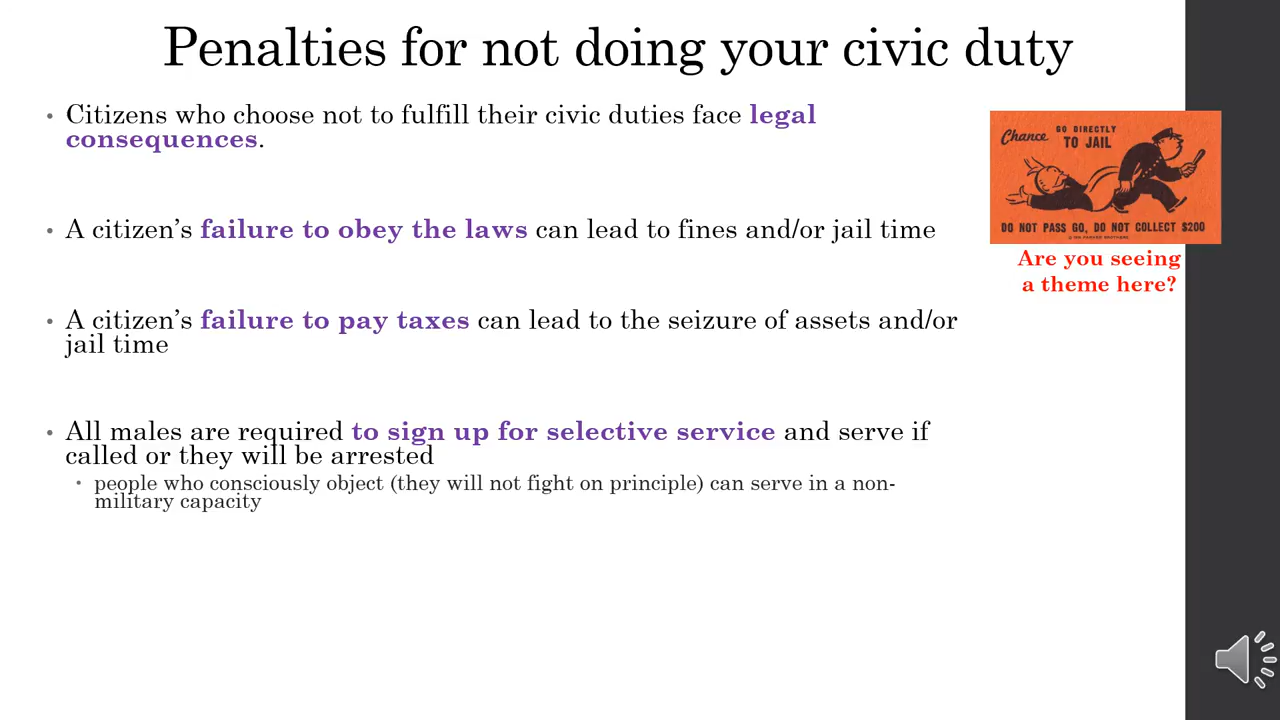 Penalties for not doing your civic duty
• Citizens who choose not to fulfill their civic duties face legal
consequences.
• A citizen’s failure to obey the laws can lead to fines and/or jail time
• A citizen’s failure to pay taxes can lead to the seizure of assets and/or
jail time
• All males are required to sign up for selective service and serve if
called or they will be arrested
• people who consciously object (they will not fight on principle) can serve in a non-
military capacity
Chance
GO DIRECTLY
TO JAIL
DO NOT PASS GO, DO NOT COLLECT $200
Are you seeing
a theme here?